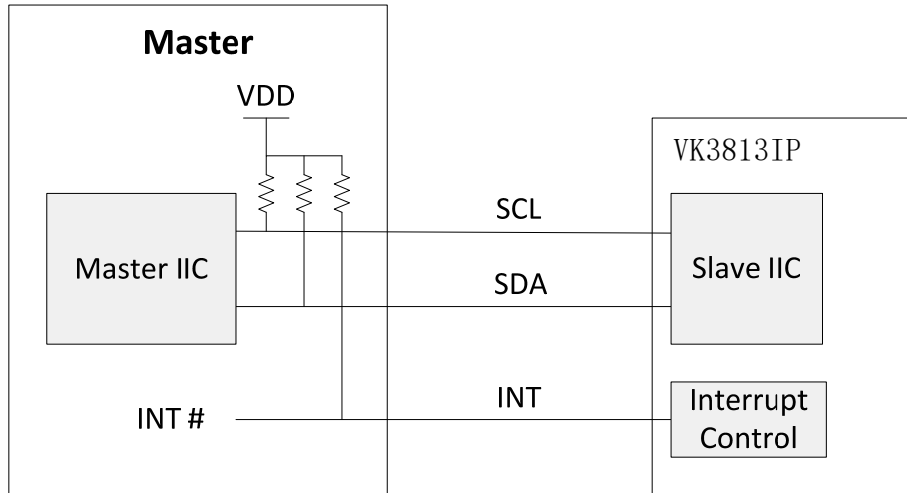 Master
VDD
VK3813IP
SCL
Master IIC
Slave IIC
SDA
INT #
INT
Interrupt
Control